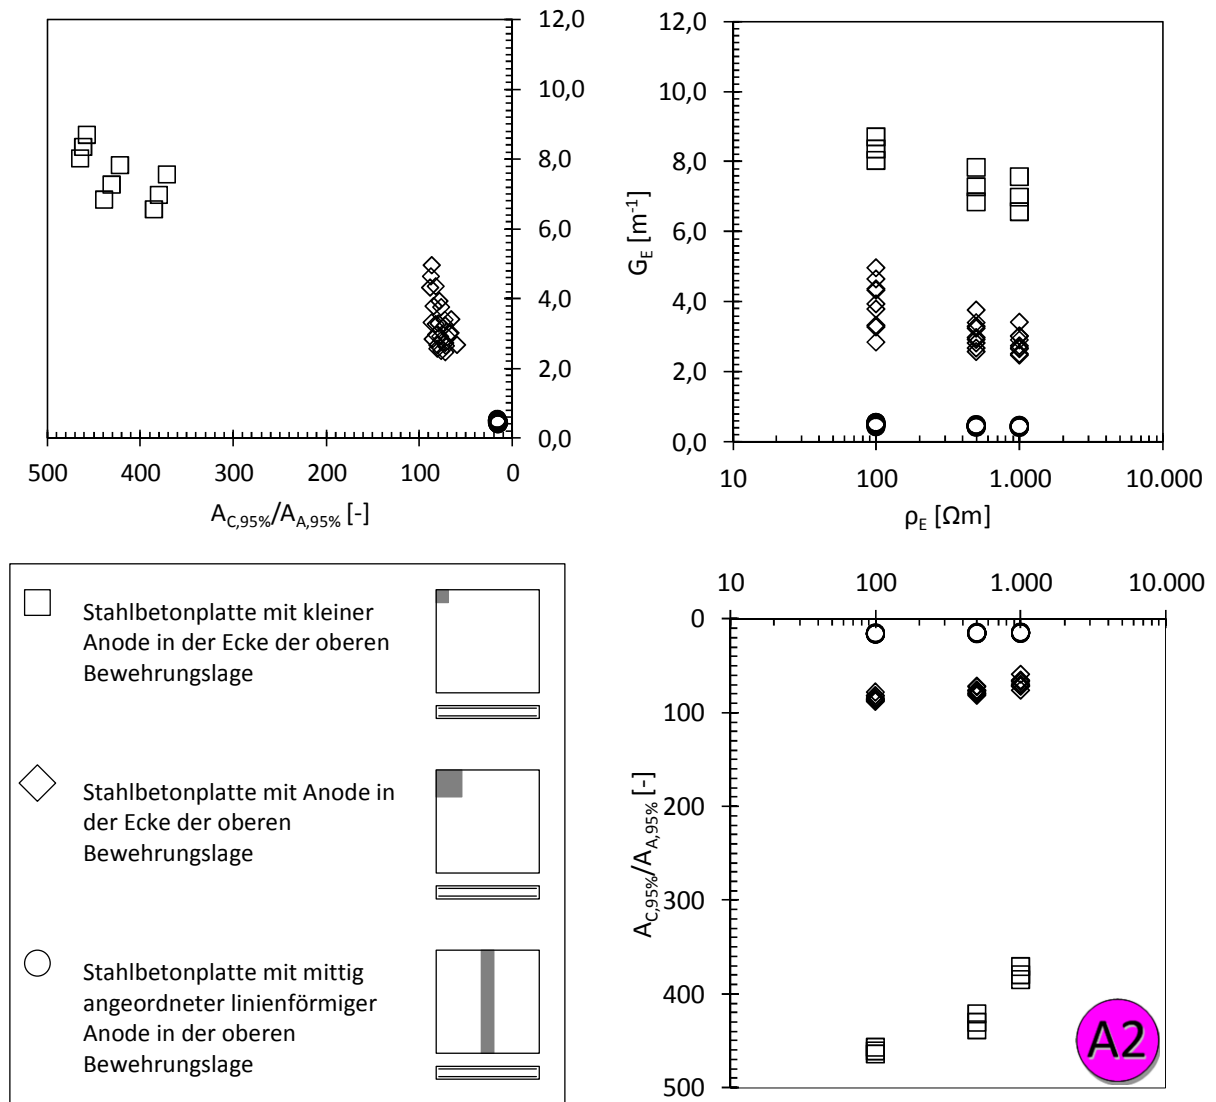 12,0
10,0
8,0
6,0
4,0
2,0
0,0
500 400 300 200 100 0
A_C,95%/A_A,95% [-]
12,0
10,0
8,0
6,0
4,0
2,0
0,0
G_E [m⁻¹]
10 100 1.000 10.000
ρ_E [Ωm]
Stahlbetonplatte mit kleiner
Anode in der Ecke der oberen
Bewehrungslage
Stahlbetonplatte mit Anode in
der Ecke der oberen
Bewehrungslage
Stahlbetonplatte mit mittig
angeordneter linienförmiger
Anode in der oberen
Bewehrungslage
10 100 1.000 10.000
0
100
200
300
400
500
A_C,95%/A_A,95% [-]
A2